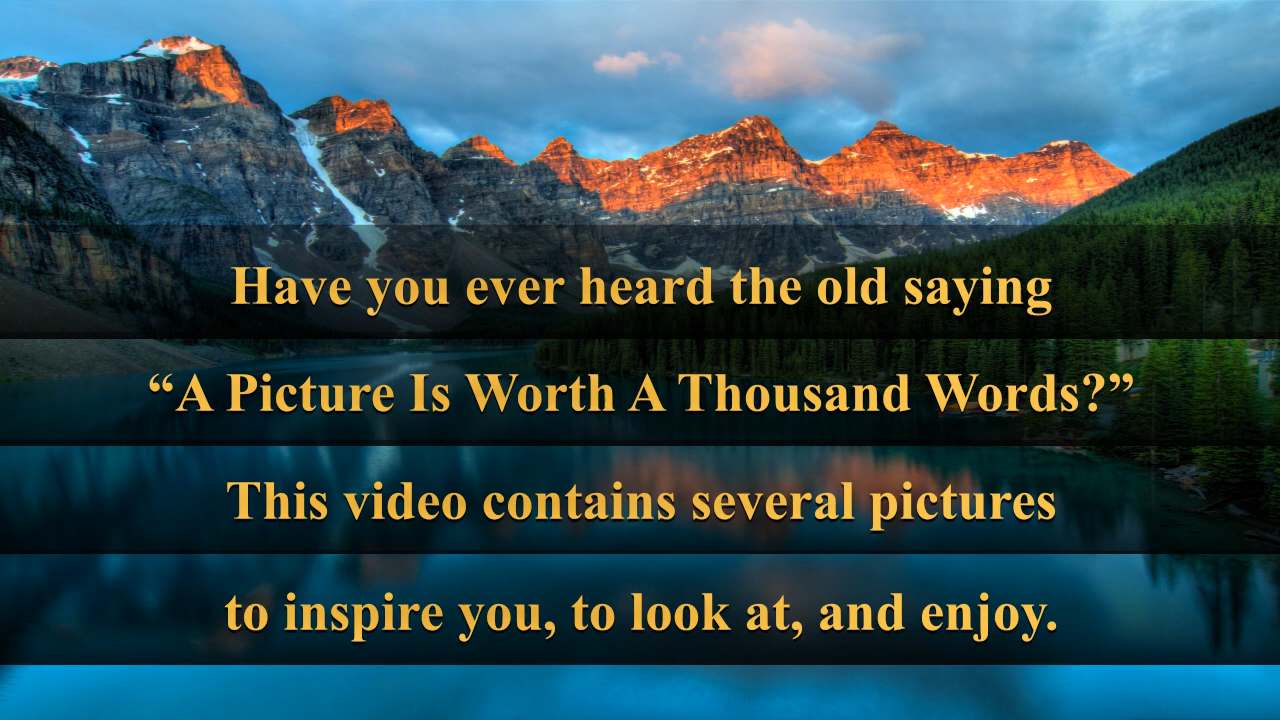 Have you ever heard the old saying
“A Picture Is Worth A Thousand Words?”
This video contains several pictures
to inspire you, to look at, and enjoy.